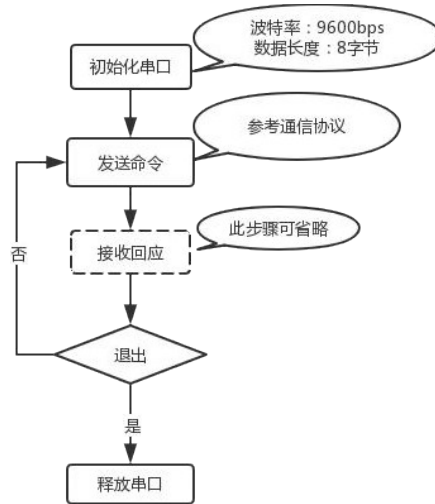 波特率：9600bps
数据长度：8字节
初始化串口
参考通信协议
发送命令
此步骤可省略
接收回应
否
退出
是
释放串口